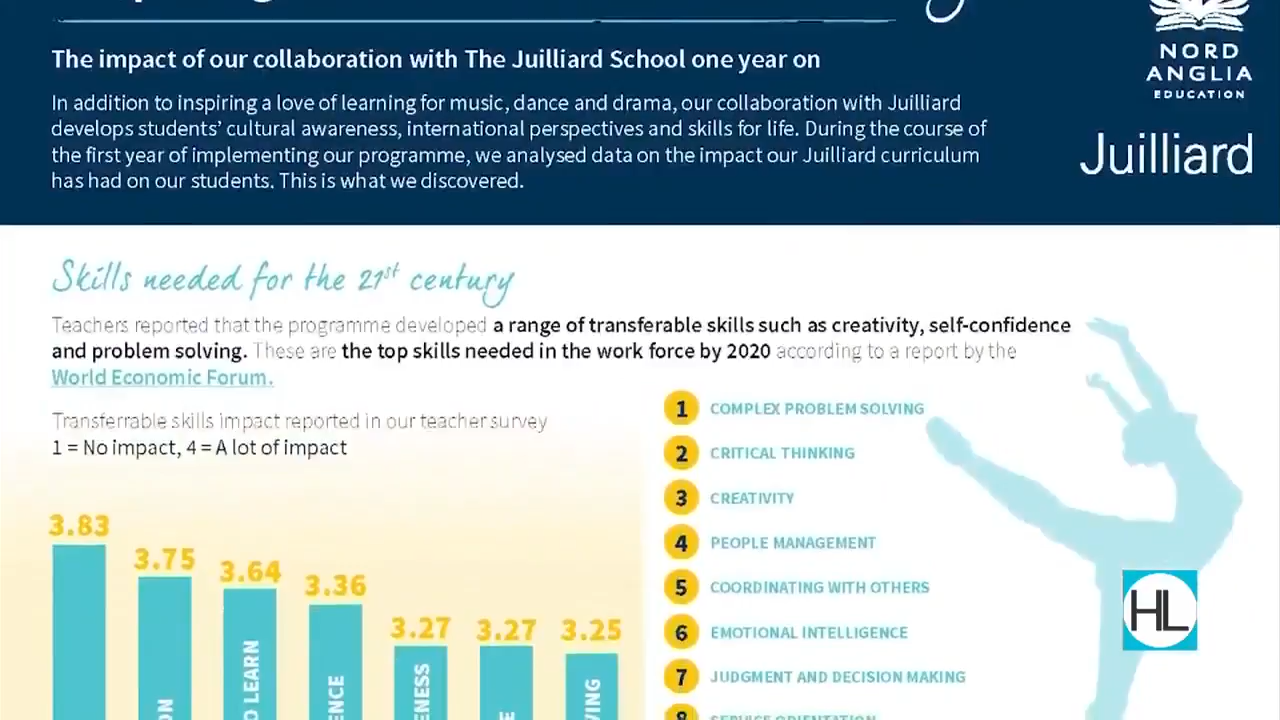 NORD
ANGLIA
EDUCATION
Juilliard
The impact of our collaboration with The Juilliard School one year on
In addition to inspiring a love of learning for music, dance and drama, our collaboration with Juilliard
develops students' cultural awareness, international perspectives and skills for life. During the course of
the first year of implementing our programme, we analysed data on the impact our Juilliard curriculum
has had on our students. This is what we discovered.
Skills needed for the 21st century
Teachers reported that the programme developed a range of transferable skills such as creativity, self-confidence
and problem solving. These are the top skills needed in the work force by 2020 according to a report by the
World Economic Forum.
Transferrable skills impact reported in our teacher survey
1 = No impact, 4 = A lot of impact
3.83
3.75
3.64
3.36
3.27
3.27
3.25
LEARN
1 COMPLEX PROBLEM SOLVING
2 CRITICAL THINKING
3 CREATIVITY
4 PEOPLE MANAGEMENT
5 COORDINATING WITH OTHERS
6 EMOTIONAL INTELLIGENCE
7 JUDGMENT AND DECISION MAKING
8 SERVICE ORIENTATION
HL